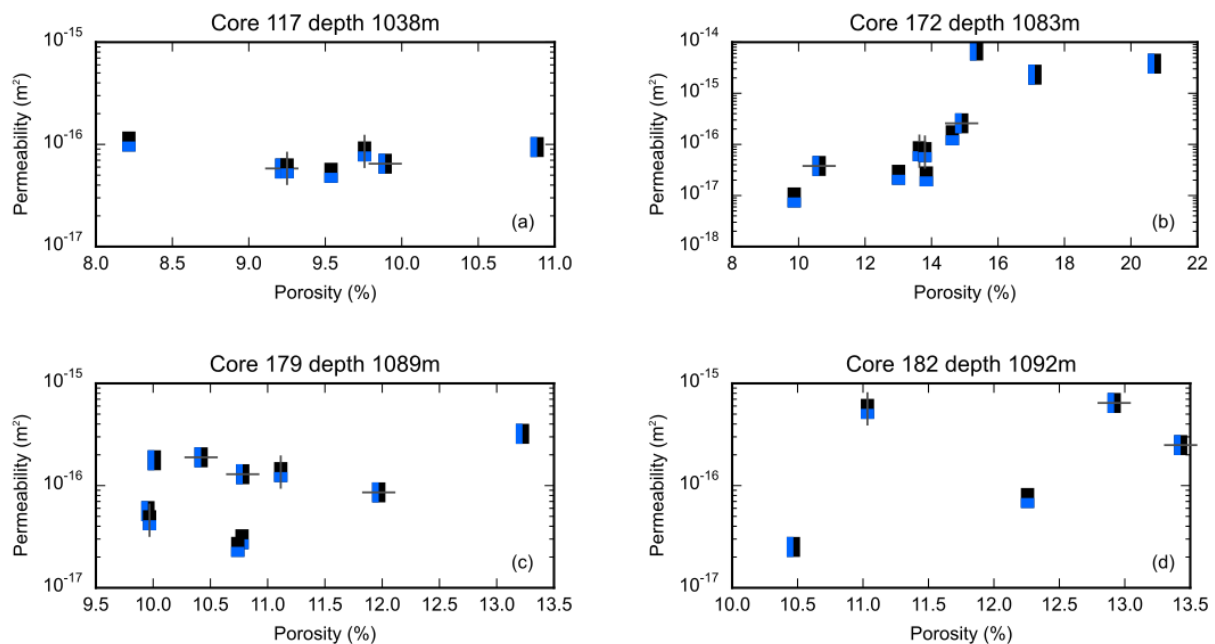 Core 117 depth 1038m
10⁻¹⁵
10⁻¹⁶
10⁻¹⁷
Permeability (m²)
(a)
8.0 8.5 9.0 9.5 10.0 10.5 11.0
Porosity (%)
Core 172 depth 1083m
10⁻¹⁴
10⁻¹⁵
10⁻¹⁶
10⁻¹⁷
10⁻¹⁸
Permeability (m²)
(b)
8 10 12 14 16 18 20 22
Porosity (%)
Core 179 depth 1089m
10⁻¹⁵
10⁻¹⁶
10⁻¹⁷
Permeability (m²)
(c)
9.5 10.0 10.5 11.0 11.5 12.0 12.5 13.0 13.5
Porosity (%)
Core 182 depth 1092m
10⁻¹⁵
10⁻¹⁶
10⁻¹⁷
Permeability (m²)
(d)
10.0 10.5 11.0 11.5 12.0 12.5 13.0 13.5
Porosity (%)